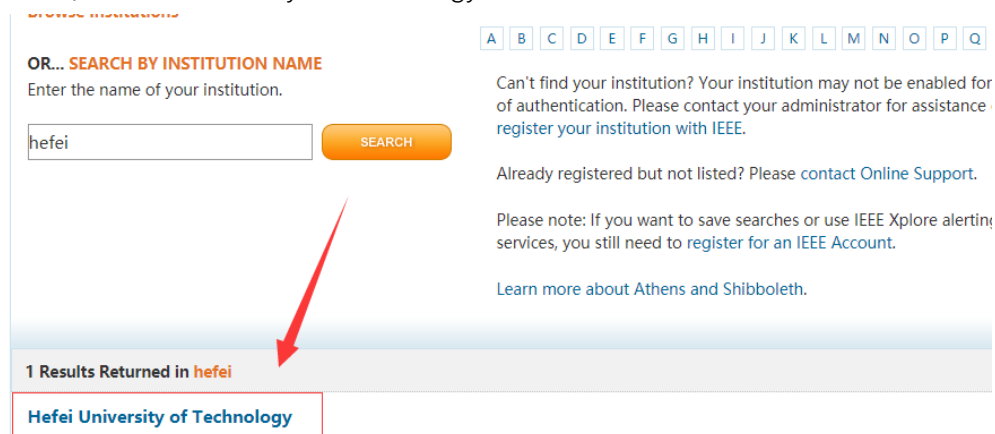 Browse Institutions
A B C D E F G H I J K L M N O P Q
OR... SEARCH BY INSTITUTION NAME
Enter the name of your institution.
hefei
SEARCH
Can't find your institution? Your institution may not be enabled for
of authentication. Please contact your administrator for assistance
register your institution with IEEE.
Already registered but not listed? Please contact Online Support.
Please note: If you want to save searches or use IEEE Xplore alerting
services, you still need to register for an IEEE Account.
Learn more about Athens and Shibboleth.
1 Results Returned in hefei
Hefei University of Technology